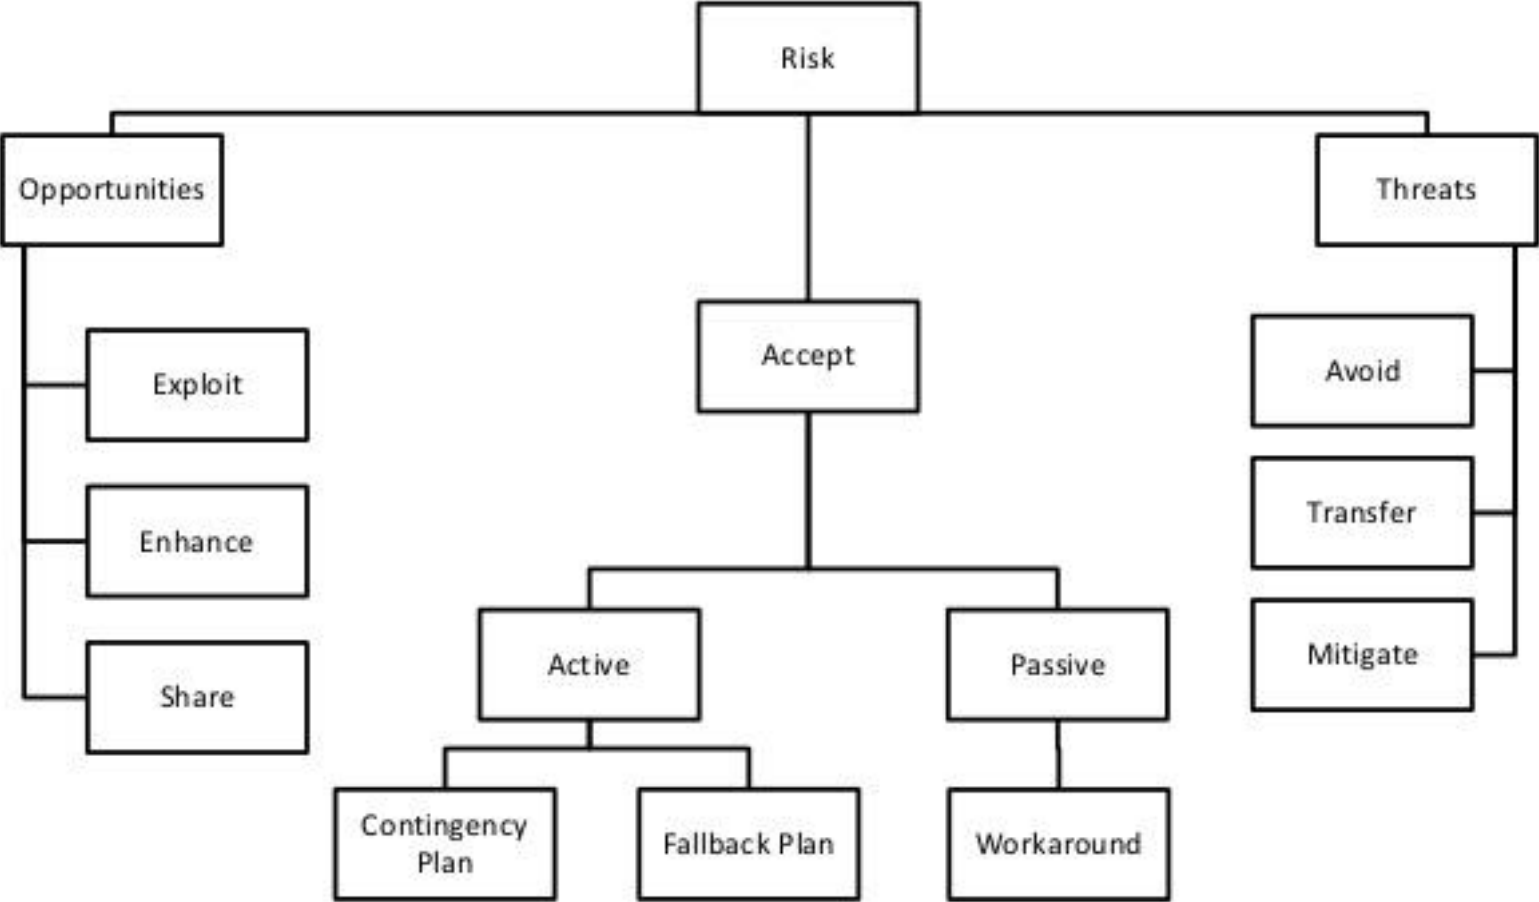 Risk
Opportunities
Threats
Accept
Exploit
Enhance
Share
Avoid
Transfer
Mitigate
Active
Passive
Contingency
Plan
Fallback Plan
Workaround